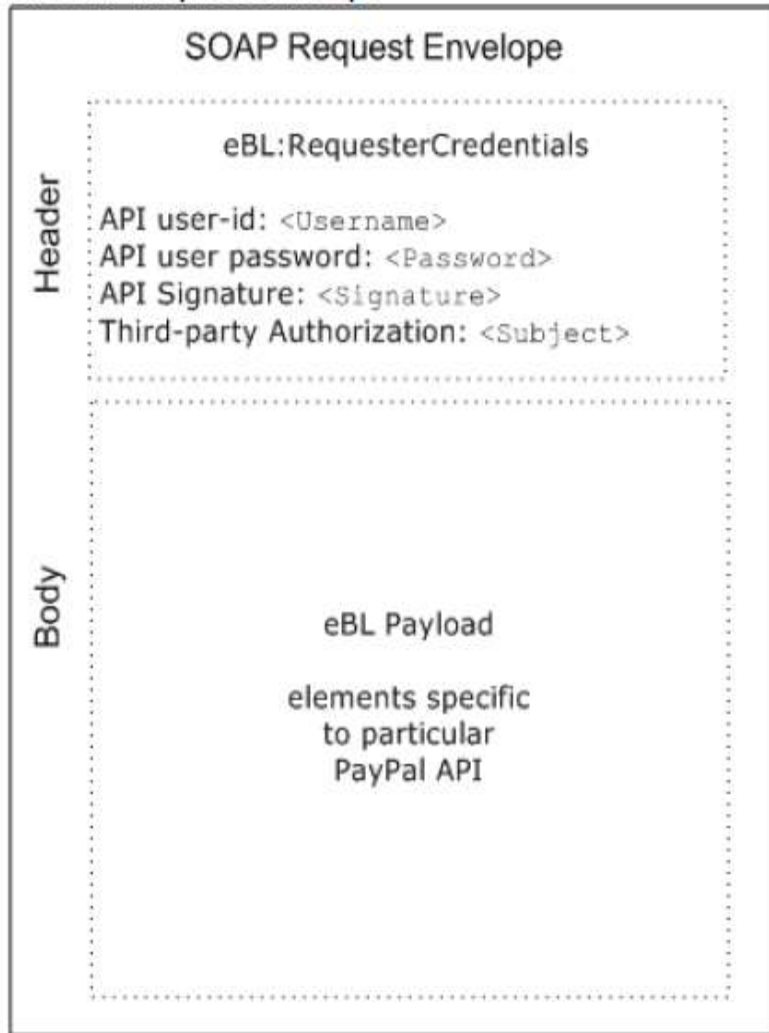 SOAP Request Envelope
Header
eBL:RequesterCredentials
API user-id: <Username>
API user password: <Password>
API Signature: <Signature>
Third-party Authorization: <Subject>
Body
eBL Payload
elements specific
to particular
PayPal API